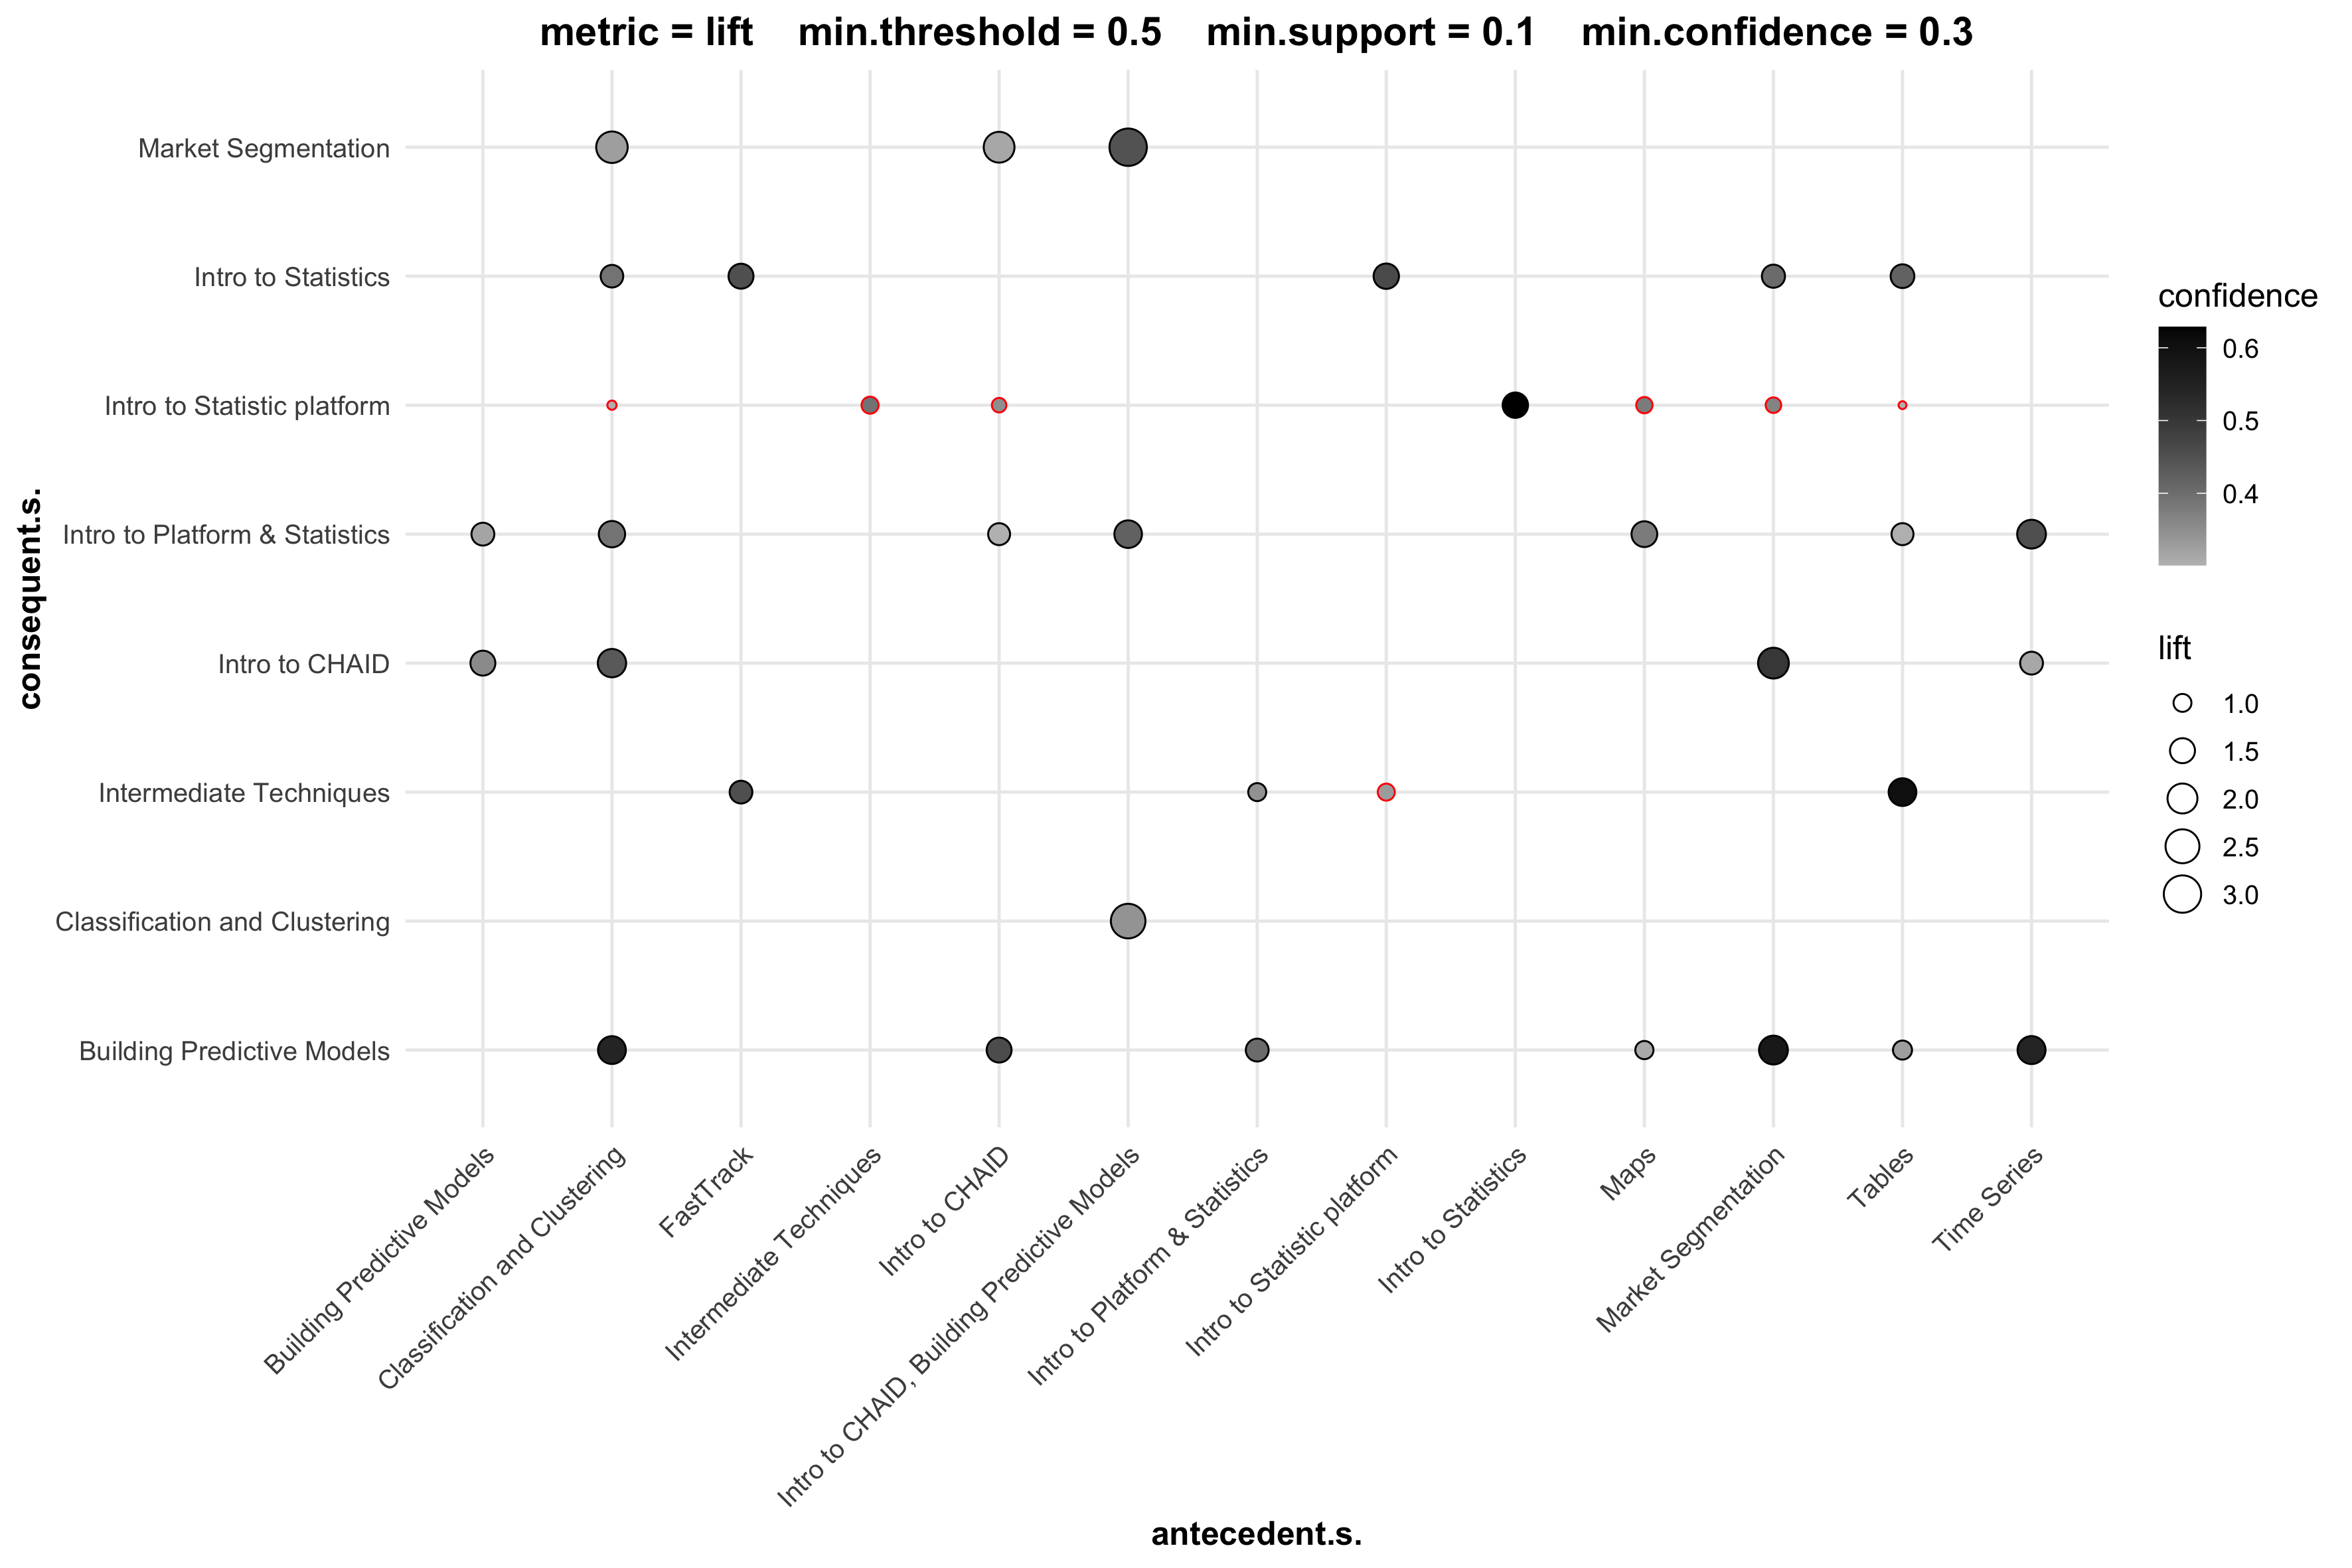 metric = lift    min.threshold = 0.5    min.support = 0.1    min.confidence = 0.3
Market Segmentation
Intro to Statistics
Intro to Statistic platform
Intro to Platform & Statistics
Intro to CHAID
Intermediate Techniques
Classification and Clustering
Building Predictive Models
consequent.s.
Building Predictive Models
Classification and Clustering
FastTrack
Intermediate Techniques
Intro to CHAID
Intro to CHAID, Building Predictive Models
Intro to Platform & Statistics
Intro to Statistic platform
Intro to Statistics
Maps
Market Segmentation
Tables
Time Series
antecedent.s.
confidence
0.6
0.5
0.4
lift
1.0
1.5
2.0
2.5
3.0